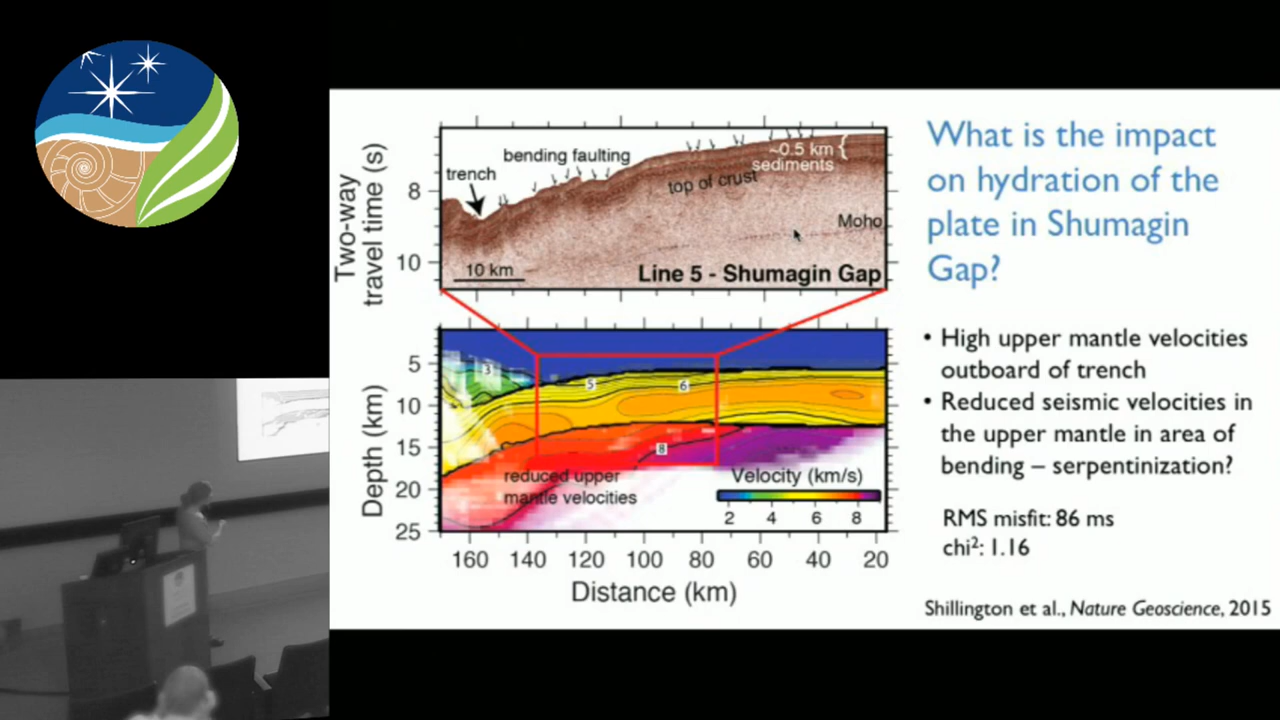 What is the impact
on hydration of the
plate in Shumagin
Gap?
• High upper mantle velocities
outboard of trench
• Reduced seismic velocities in
the upper mantle in area of
bending – serpentinization?
RMS misfit: 86 ms
chi²: 1.16
Shillington et al., Nature Geoscience, 2015
Two-way
travel time (s)
8
10
trench
bending faulting
~0.5 km
sediments
top of crust
Moho
10 km
Line 5 - Shumagin Gap
Depth (km)
5
10
15
20
25
3
5
6
8
reduced upper
mantle velocities
Velocity (km/s)
2 4 6 8
160 140 120 100 80 60 40 20
Distance (km)